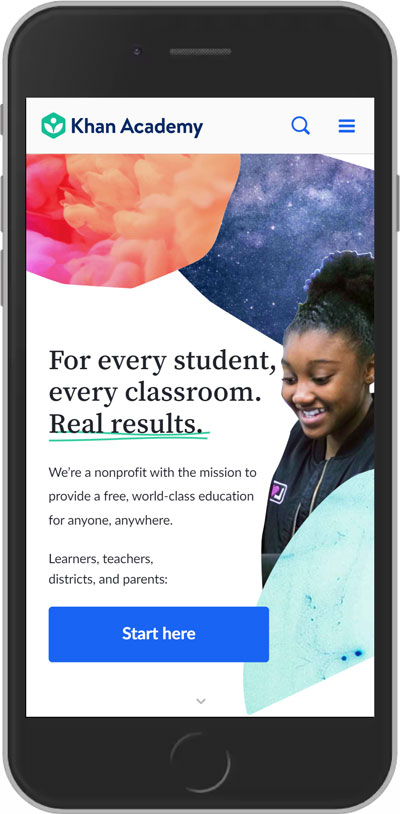 Khan Academy
For every student,
every classroom.
Real results.
We’re a nonprofit with the mission to
provide a free, world-class education
for anyone, anywhere.
Learners, teachers,
districts, and parents:
Start here